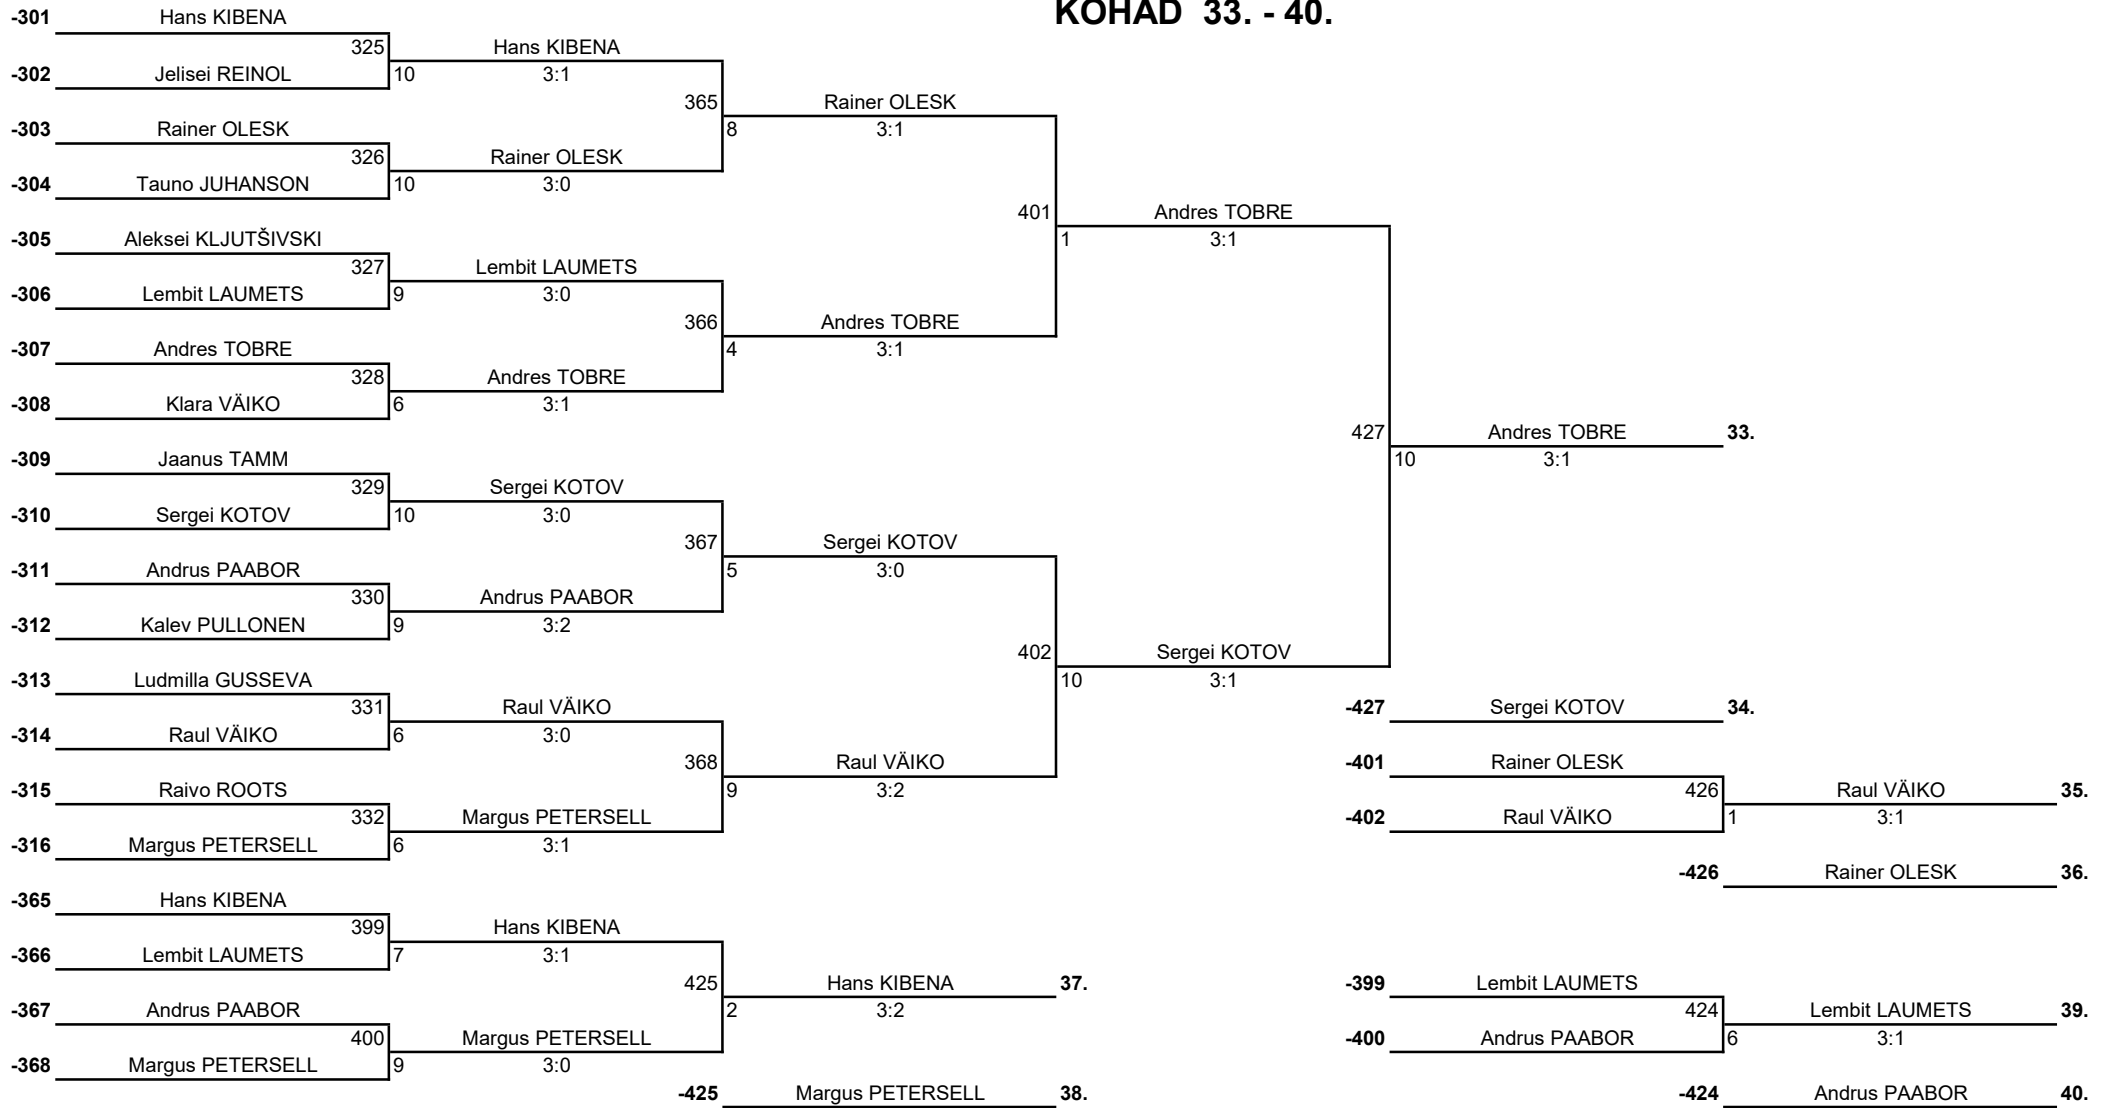 KOHAD 33. - 40.
-301 Hans KIBENA
325 Hans KIBENA
-302 Jelisei REINOL 10 3:1
365 Rainer OLESK
-303 Rainer OLESK 8 3:1
326 Rainer OLESK
-304 Tauno JUHANSON 10 3:0
401 Andres TOBRE
-305 Aleksei KLJUTŠIVSKI 1 3:1
327 Lembit LAUMETS
-306 Lembit LAUMETS 9 3:0
366 Andres TOBRE
-307 Andres TOBRE 4 3:1
328 Andres TOBRE
-308 Klara VÄIKO 6 3:1
427 Andres TOBRE 33.
-309 Jaanus TAMM 10 3:1
329 Sergei KOTOV
-310 Sergei KOTOV 10 3:0
367 Sergei KOTOV
-311 Andrus PAABOR 5 3:0
330 Andrus PAABOR
-312 Kalev PULLONEN 9 3:2
402 Sergei KOTOV
-313 Ludmilla GUSSEVA 10 3:1
331 Raul VÄIKO -427 Sergei KOTOV 34.
-314 Raul VÄIKO 6 3:0
368 Raul VÄIKO -401 Rainer OLESK
-315 Raivo ROOTS 9 3:2 426 Raul VÄIKO 35.
332 Margus PETERSELL -402 Raul VÄIKO 1 3:1
-316 Margus PETERSELL 6 3:1
-426 Rainer OLESK 36.
-365 Hans KIBENA
399 Hans KIBENA
-366 Lembit LAUMETS 7 3:1
425 Hans KIBENA 37. -399 Lembit LAUMETS
-367 Andrus PAABOR 2 3:2 424 Lembit LAUMETS 39.
400 Margus PETERSELL -400 Andrus PAABOR 6 3:1
-368 Margus PETERSELL 9 3:0
-425 Margus PETERSELL 38. -424 Andrus PAABOR 40.